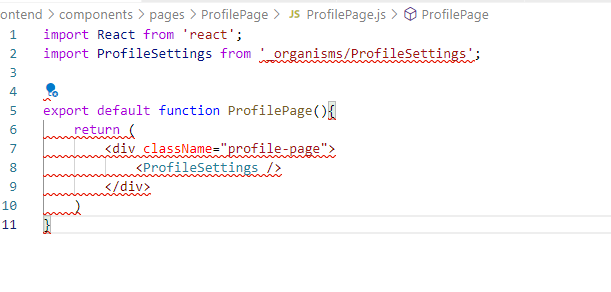 ontend > components > pages > ProfilePage > JS ProfilePage.js > ProfilePage
1 import React from 'react';
2 import ProfileSettings from '_organisms/ProfileSettings';
3
4
5 export default function ProfilePage(){
6 return (
7 <div className="profile-page">
8 <ProfileSettings />
9 </div>
10 )
11 }